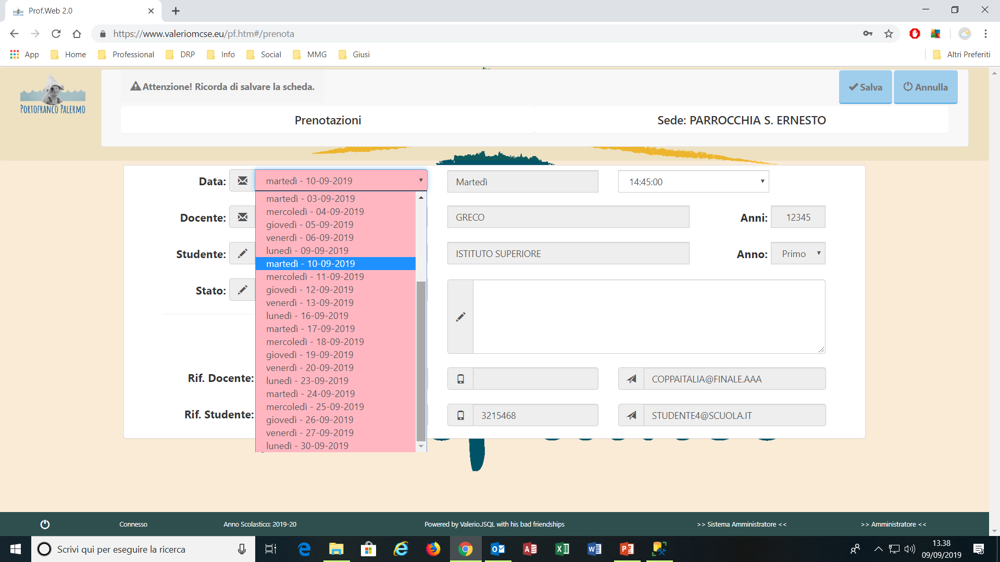 Prof.Web 2.0
https://www.valeriomcse.eu/pf.htm#/prenota
App Home Professional DRP Info Social MMG Giusi Altri Preferiti
PORTOFRANCO PALERMO
Attenzione! Ricorda di salvare la scheda.
Salva
Annulla
Prenotazioni
Sede: PARROCCHIA S. ERNESTO
Data: martedì - 10-09-2019 Martedì 14:45:00
martedì - 03-09-2019
mercoledì - 04-09-2019
giovedì - 05-09-2019
venerdì - 06-09-2019
lunedì - 09-09-2019
martedì - 10-09-2019
mercoledì - 11-09-2019
giovedì - 12-09-2019
venerdì - 13-09-2019
lunedì - 16-09-2019
martedì - 17-09-2019
mercoledì - 18-09-2019
giovedì - 19-09-2019
venerdì - 20-09-2019
lunedì - 23-09-2019
martedì - 24-09-2019
mercoledì - 25-09-2019
giovedì - 26-09-2019
venerdì - 27-09-2019
lunedì - 30-09-2019
Docente: GRECO Anni: 12345
Studente: ISTITUTO SUPERIORE Anno: Primo
Stato:
Rif. Docente: COPPAITALIA@FINALE.AAA
Rif. Studente: 3215468 STUDENTE4@SCUOLA.IT
Connesso Anno Scolastico: 2019-20 Powered by ValerioJSQL with his bad friendships >> Sistema Amministratore << >> Amministratore <<
Scrivi qui per eseguire la ricerca
13.38
09/09/2019